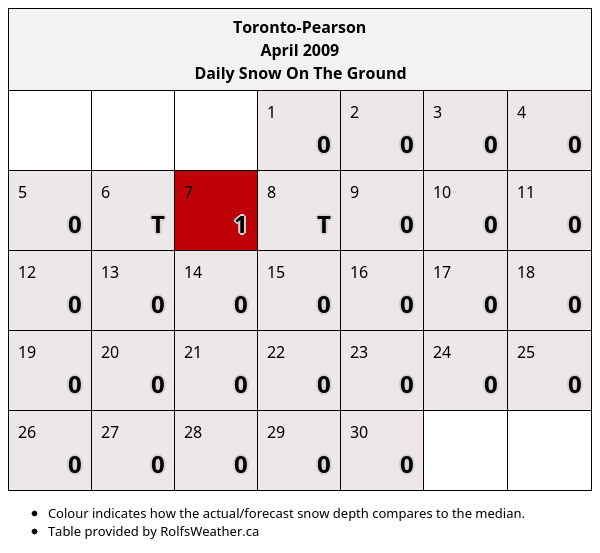 Toronto-Pearson
April 2009
Daily Snow On The Ground
1 2 3 4
0 0 0 0
5 6 7 8 9 10 11
0 T 1 T 0 0 0
12 13 14 15 16 17 18
0 0 0 0 0 0 0
19 20 21 22 23 24 25
0 0 0 0 0 0 0
26 27 28 29 30
0 0 0 0 0
• Colour indicates how the actual/forecast snow depth compares to the median.
• Table provided by RolfsWeather.ca